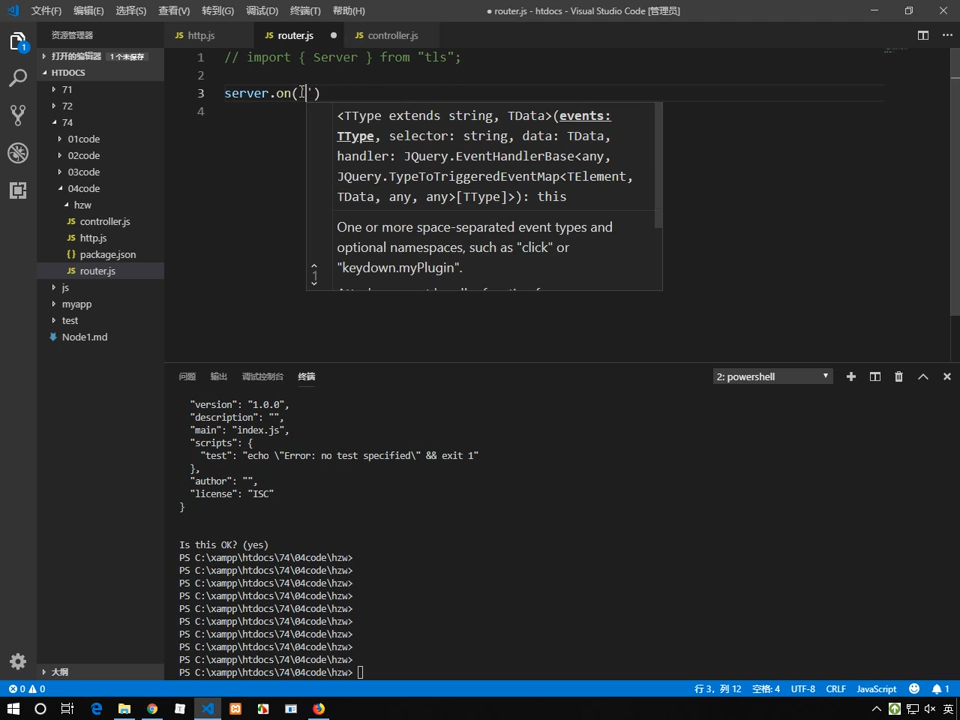 文件(F) 编辑(E) 选择(S) 查看(V) 转到(G) 调试(D) 终端(T) 帮助(H) ● router.js - htdocs - Visual Studio Code [管理员]
资源管理器
JS http.js
JS router.js ●
JS controller.js
打开的编辑器 1 个未保存
HTDOCS
71
72
74
01code
02code
03code
04code
hzw
JS controller.js
JS http.js
{ } package.json
JS router.js
js
myapp
test
Node1.md
大纲
1
1 // import { Server } from "tls";
2
3 server.on('')
4
<TType extends string, TData>(events:
TType, selector: string, data: TData,
handler: JQuery.EventHandlerBase<any,
JQuery.TypeToTriggeredEventMap<TElement,
TData, any, any>[TType]>): this
One or more space-separated event types and
optional namespaces, such as "click" or
"keydown.myPlugin".
1
问题 输出 调试控制台 终端 2: powershell
"version": "1.0.0",
"description": "",
"main": "index.js",
"scripts": {
"test": "echo \"Error: no test specified\" && exit 1"
},
"author": "",
"license": "ISC"
}
Is this OK? (yes)
PS C:\xampp\htdocs\74\04code\hzw>
PS C:\xampp\htdocs\74\04code\hzw>
PS C:\xampp\htdocs\74\04code\hzw>
PS C:\xampp\htdocs\74\04code\hzw>
PS C:\xampp\htdocs\74\04code\hzw>
PS C:\xampp\htdocs\74\04code\hzw>
PS C:\xampp\htdocs\74\04code\hzw>
PS C:\xampp\htdocs\74\04code\hzw>
PS C:\xampp\htdocs\74\04code\hzw>
PS C:\xampp\htdocs\74\04code\hzw>
0 0 行 3，列 12 空格: 4 UTF-8 CRLF JavaScript 1
英